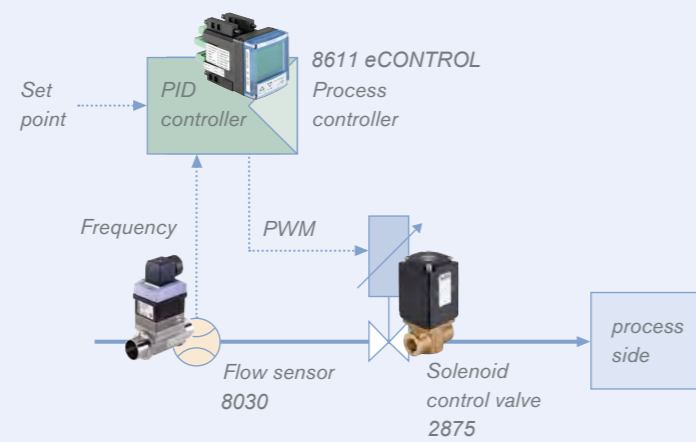 8611 eCONTROL
Process
controller
Set
point
PID
controller
Frequency
PWM
process
side
Flow sensor
8030
Solenoid
control valve
2875